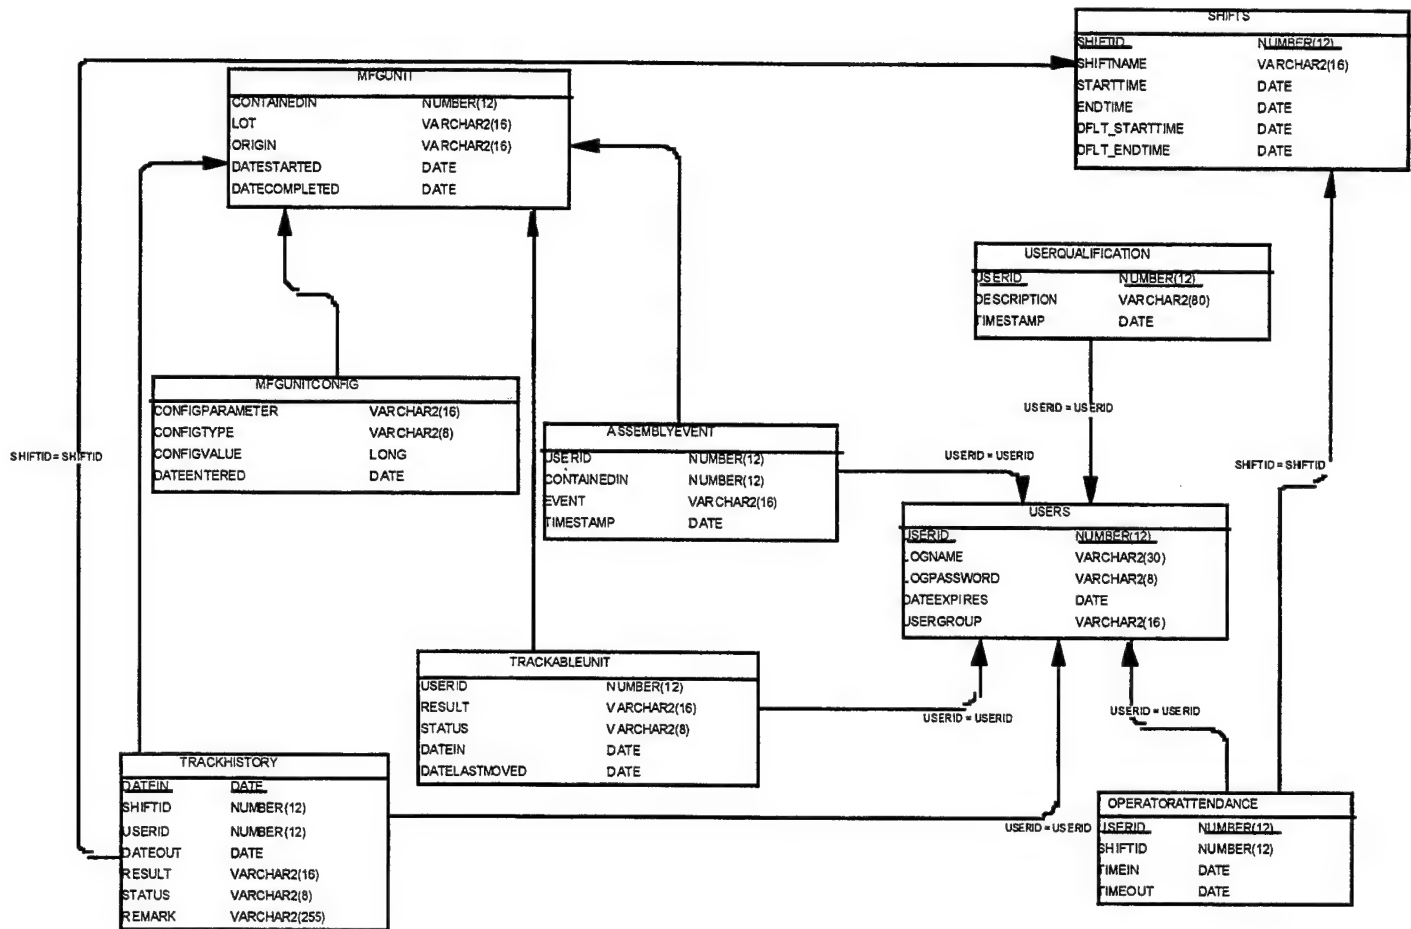 SHIFTS
SHIFTID NUMBER(12)
SHIFTNAME VARCHAR2(16)
STARTTIME DATE
ENDTIME DATE
DFLT_STARTTIME DATE
DFLT_ENDTIME DATE
MFGUNIT
CONTAINEDIN NUMBER(12)
LOT VARCHAR2(16)
ORIGIN VARCHAR2(16)
DATESTARTED DATE
DATECOMPLETED DATE
USERQUALIFICATION
USERID NUMBER(12)
DESCRIPTION VARCHAR2(80)
TIMESTAMP DATE
MFGUNITCONFIG
CONFIGPARAMETER VARCHAR2(16)
CONFIGTYPE VARCHAR2(8)
CONFIGVALUE LONG
DATEENTERED DATE
SHIFTID = SHIFTID
USERID = USERID
ASSEMBLYEVENT
USERID NUMBER(12)
CONTAINEDIN NUMBER(12)
EVENT VARCHAR2(16)
TIMESTAMP DATE
USERID = USERID
SHIFTID = SHIFTID
USERS
USERID NUMBER(12)
LOGNAME VARCHAR2(30)
LOGPASSWORD VARCHAR2(8)
DATEEXPIRES DATE
USERGROUP VARCHAR2(16)
TRACKABLEUNIT
USERID NUMBER(12)
RESULT VARCHAR2(16)
STATUS VARCHAR2(8)
DATEIN DATE
DATELASTMOVED DATE
USERID = USERID
USERID = USERID
TRACKHISTORY
DATEIN DATE
SHIFTID NUMBER(12)
USERID NUMBER(12)
DATEOUT DATE
RESULT VARCHAR2(16)
STATUS VARCHAR2(8)
REMARK VARCHAR2(255)
USERID = USERID
OPERATORATTENDANCE
USERID NUMBER(12)
SHIFTID NUMBER(12)
TIMEIN DATE
TIMEOUT DATE